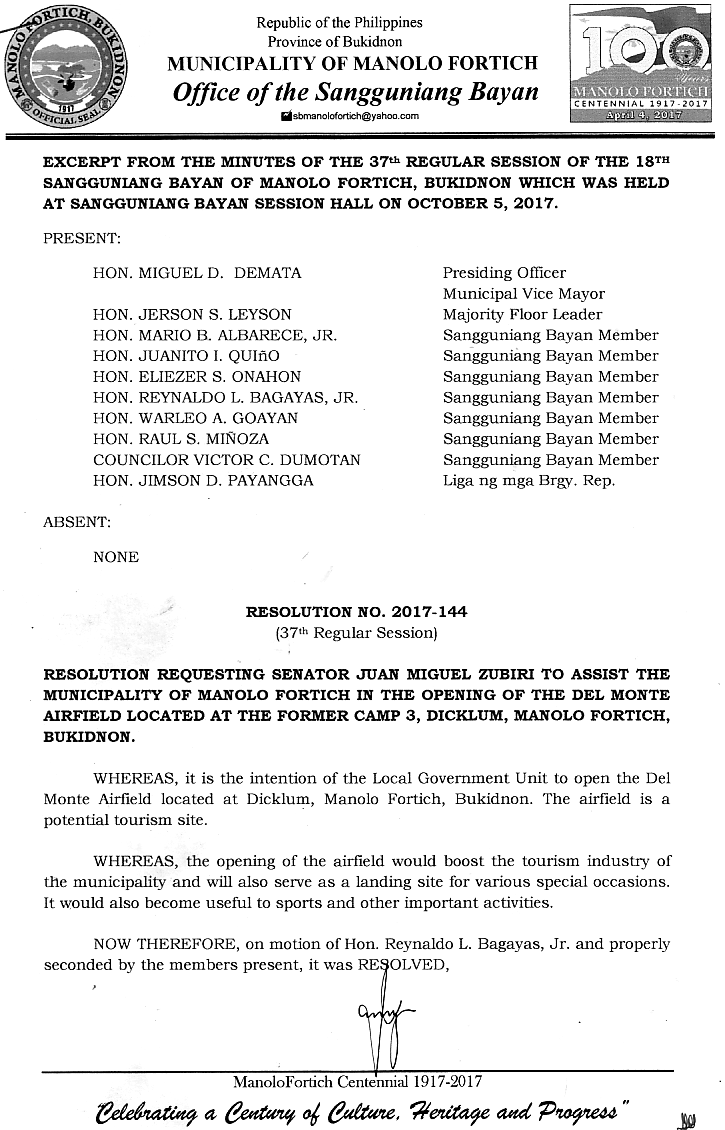 Republic of the Philippines
Province of Bukidnon
MUNICIPALITY OF MANOLO FORTICH
Office of the Sangguniang Bayan
sbmanolofortich@yahoo.com
MANOLO FORTICH, BUKIDNON
1917
OFFICIAL SEAL
100
Years
MANOLO FORTICH
CENTENNIAL 1917-2017
April 4, 2017
EXCERPT FROM THE MINUTES OF THE 37th REGULAR SESSION OF THE 18TH
SANGGUNIANG BAYAN OF MANOLO FORTICH, BUKIDNON WHICH WAS HELD
AT SANGGUNIANG BAYAN SESSION HALL ON OCTOBER 5, 2017.
PRESENT:
HON. MIGUEL D. DEMATA Presiding Officer
Municipal Vice Mayor
HON. JERSON S. LEYSON Majority Floor Leader
HON. MARIO B. ALBARECE, JR. Sangguniang Bayan Member
HON. JUANITO I. QUIñO Sangguniang Bayan Member
HON. ELIEZER S. ONAHON Sangguniang Bayan Member
HON. REYNALDO L. BAGAYAS, JR. Sangguniang Bayan Member
HON. WARLEO A. GOAYAN Sangguniang Bayan Member
HON. RAUL S. MIÑOZA Sangguniang Bayan Member
COUNCILOR VICTOR C. DUMOTAN Sangguniang Bayan Member
HON. JIMSON D. PAYANGGA Liga ng mga Brgy. Rep.
ABSENT:
NONE
RESOLUTION NO. 2017-144
(37th Regular Session)
RESOLUTION REQUESTING SENATOR JUAN MIGUEL ZUBIRI TO ASSIST THE
MUNICIPALITY OF MANOLO FORTICH IN THE OPENING OF THE DEL MONTE
AIRFIELD LOCATED AT THE FORMER CAMP 3, DICKLUM, MANOLO FORTICH,
BUKIDNON.
WHEREAS, it is the intention of the Local Government Unit to open the Del
Monte Airfield located at Dicklum, Manolo Fortich, Bukidnon. The airfield is a
potential tourism site.
WHEREAS, the opening of the airfield would boost the tourism industry of
the municipality and will also serve as a landing site for various special occasions.
It would also become useful to sports and other important activities.
NOW THEREFORE, on motion of Hon. Reynaldo L. Bagayas, Jr. and properly
seconded by the members present, it was RESOLVED,
ManoloFortich Centennial 1917-2017
"Celebrating a Century of Culture, Heritage and Progress"